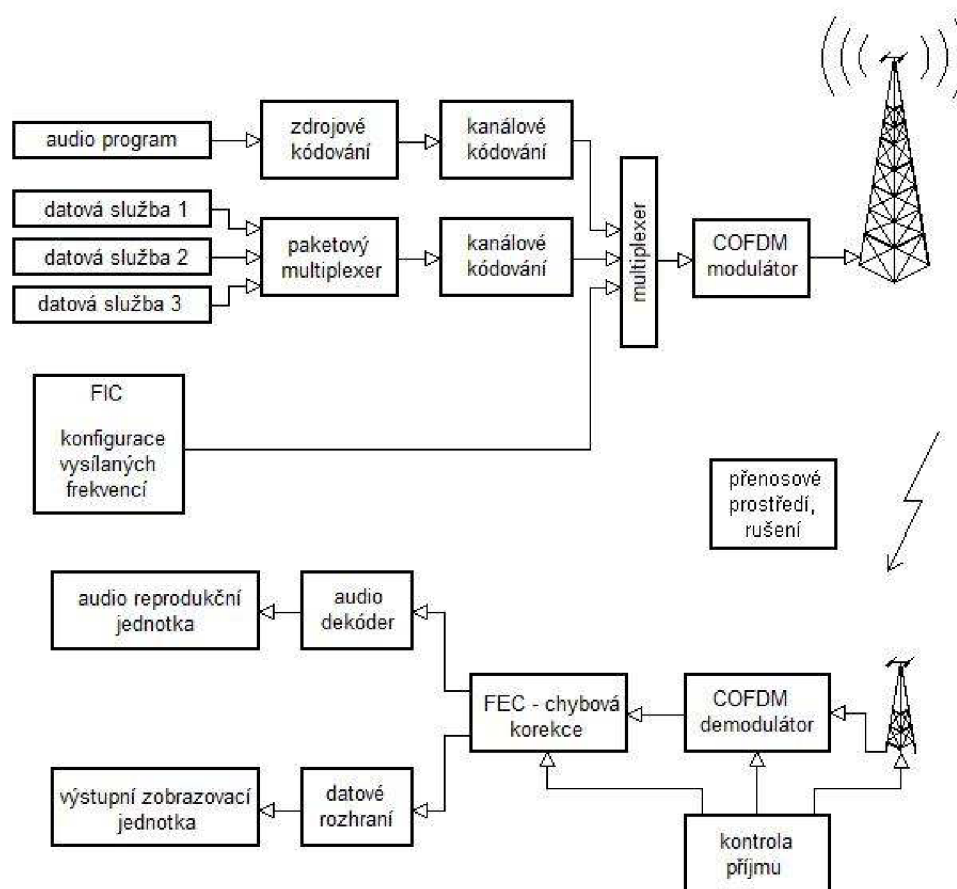 audio program
zdrojové
kódování
kanálové
kódování
datová služba 1
datová služba 2
datová služba 3
paketový
multiplexer
kanálové
kódování
multiplexer
COFDM
modulátor
FIC
konfigurace
vysílaných
frekvencí
přenosové
prostředí,
rušení
audio reprodukční
jednotka
audio
dekóder
FEC - chybová
korekce
COFDM
demodulátor
výstupní zobrazovací
jednotka
datové
rozhraní
kontrola
příjmu